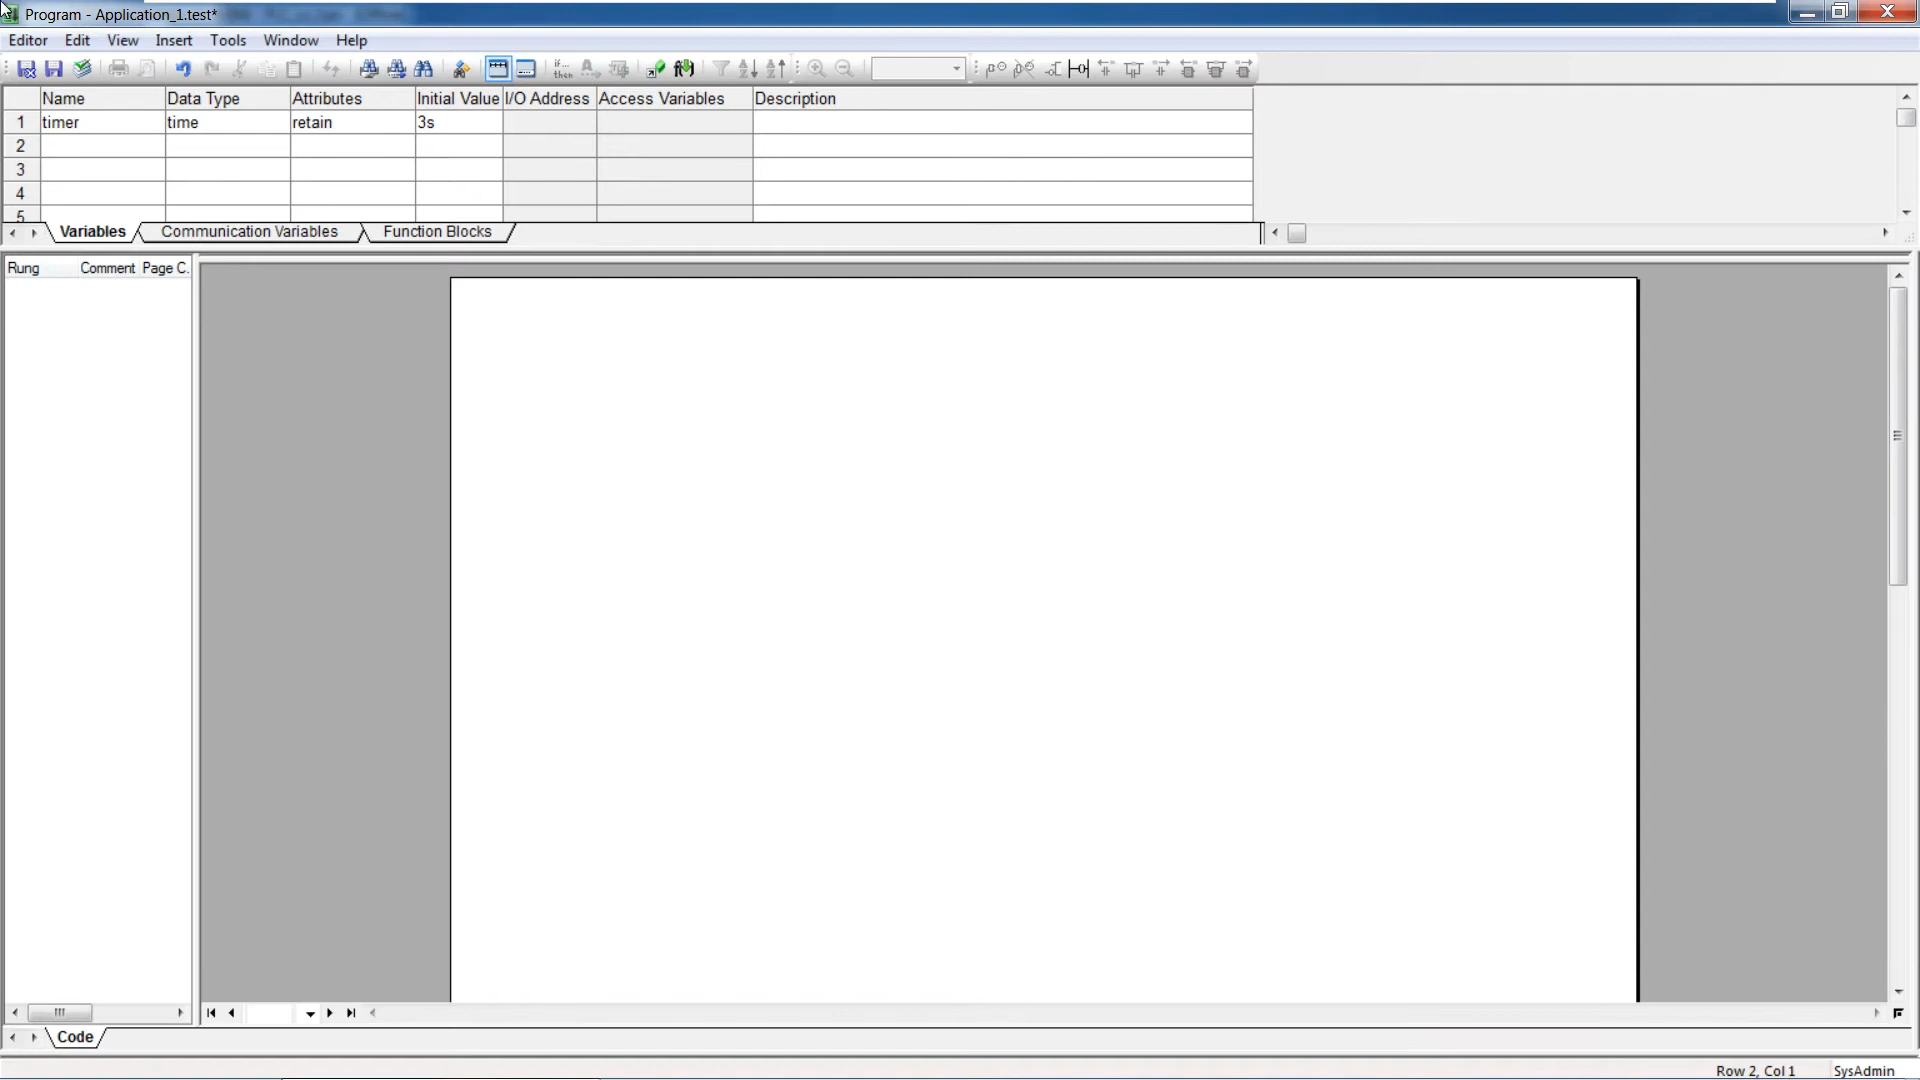 Program - Application_1.test*
Editor Edit View Insert Tools Window Help
Name Data Type Attributes Initial Value I/O Address Access Variables Description
1 timer time retain 3s
2
3
4
5
Variables Communication Variables Function Blocks
Rung Comment Page C.
Code
Row 2, Col 1 SysAdmin